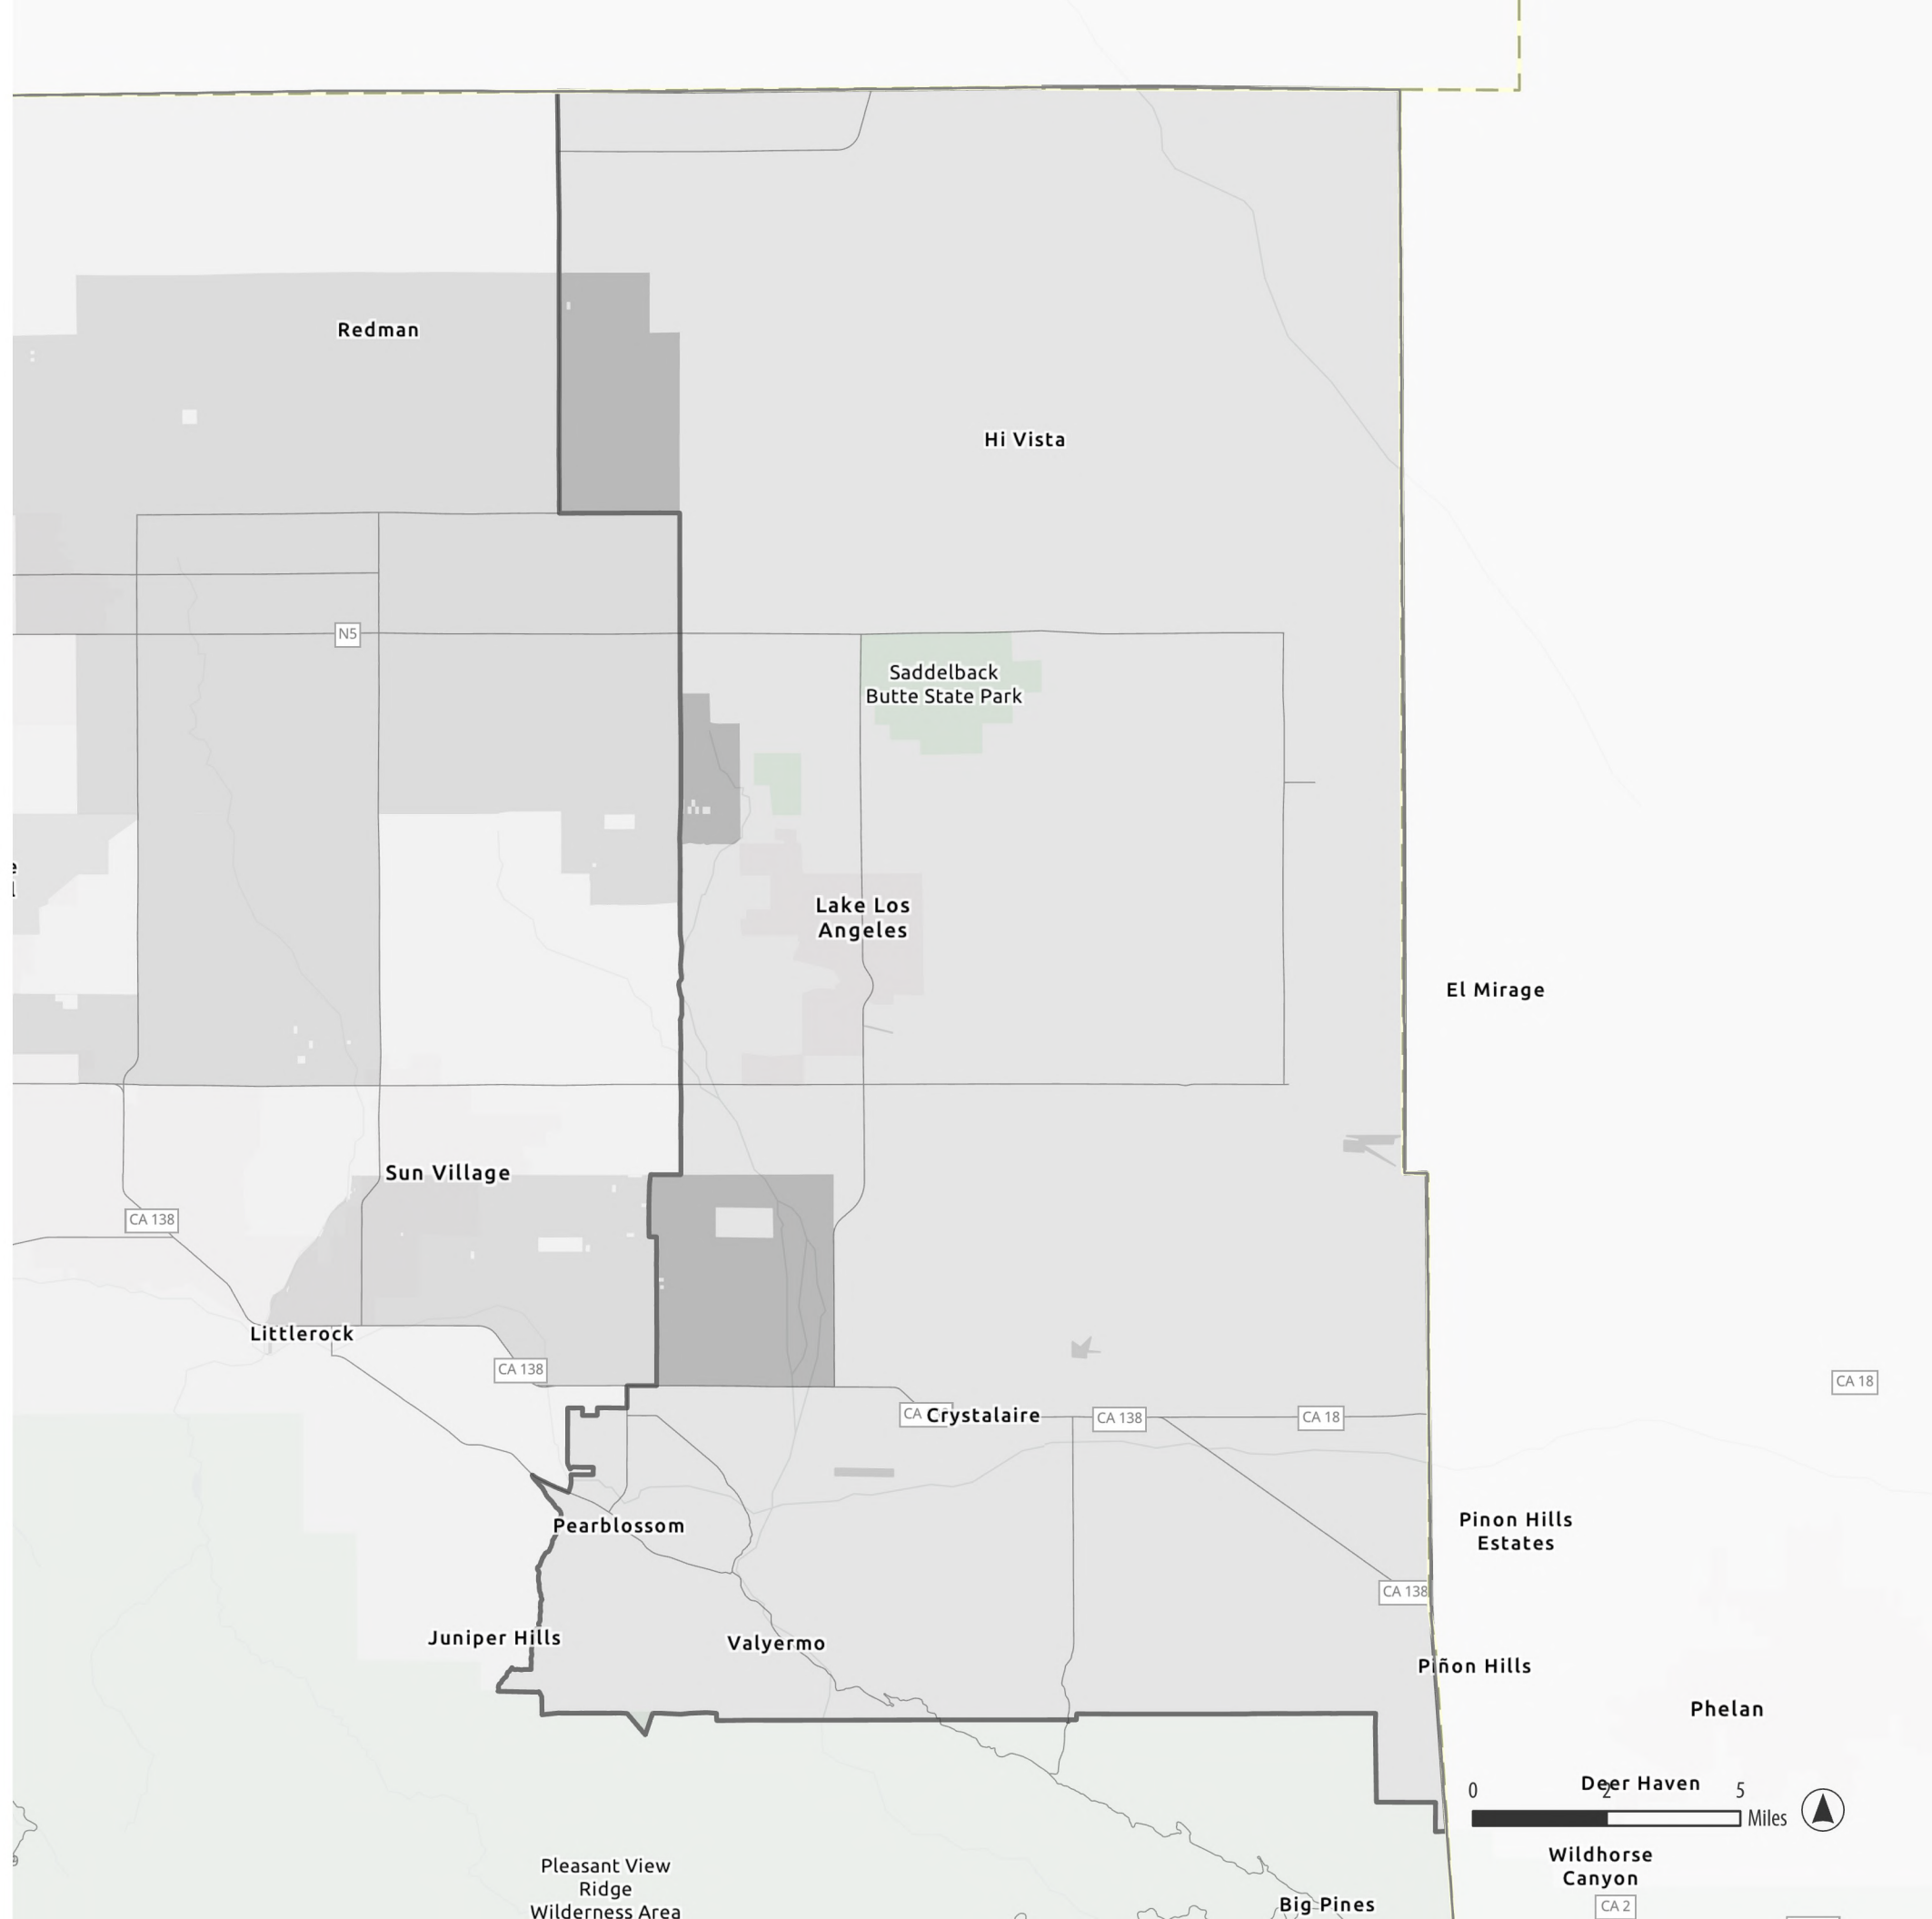 Redman
Hi Vista
N5
Saddelback
Butte State Park
Lake Los
Angeles
El Mirage
Sun Village
CA 138
Littlerock
CA 138
CA 18
CA
Crystalaire
CA 138
CA 18
Pearblossom
Pinon Hills
Estates
CA 138
Juniper Hills
Valyermo
Piñon Hills
Phelan
Deer Haven
0
2
5
Miles
Wildhorse
Canyon
Pleasant View
Ridge
Wilderness Area
Big Pines
CA 2